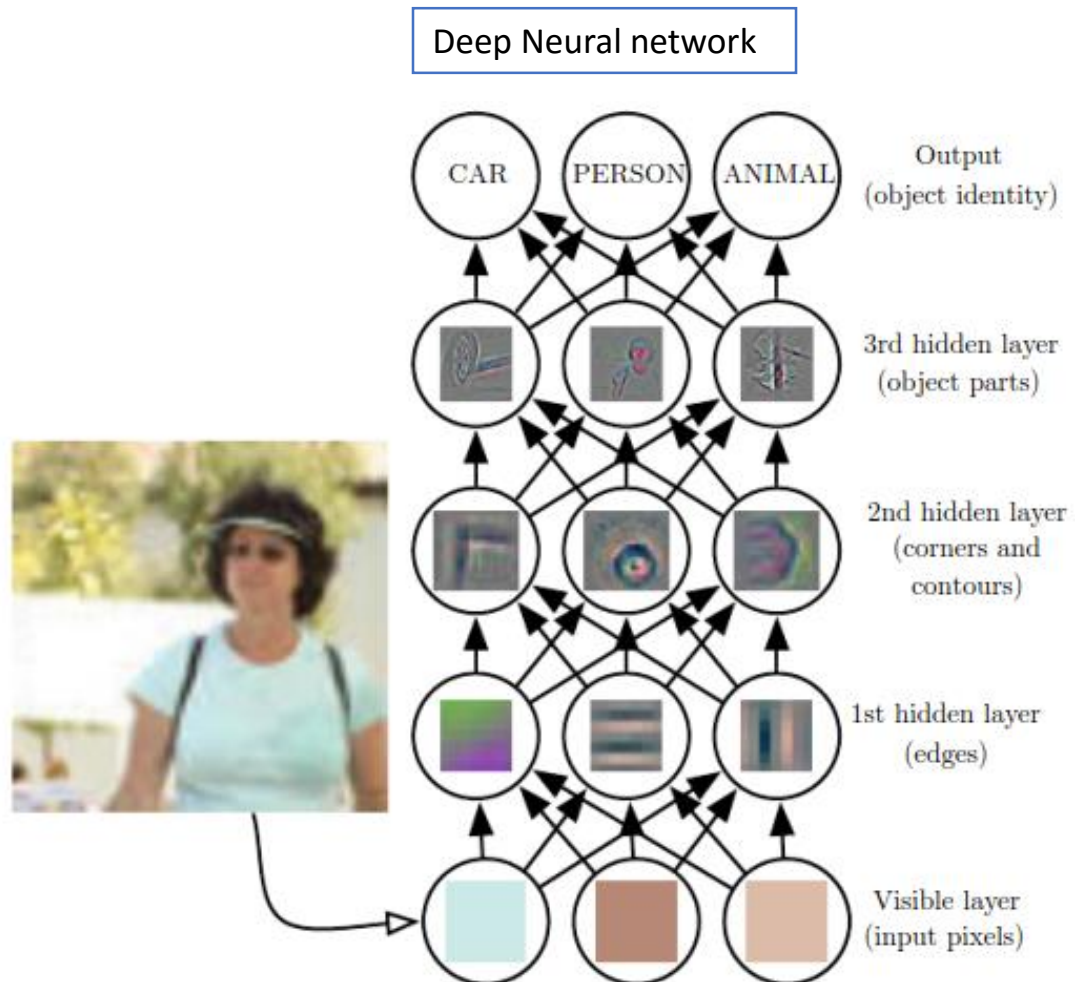 Deep Neural network
CAR
PERSON
ANIMAL
Output
(object identity)
3rd hidden layer
(object parts)
2nd hidden layer
(corners and
contours)
1st hidden layer
(edges)
Visible layer
(input pixels)